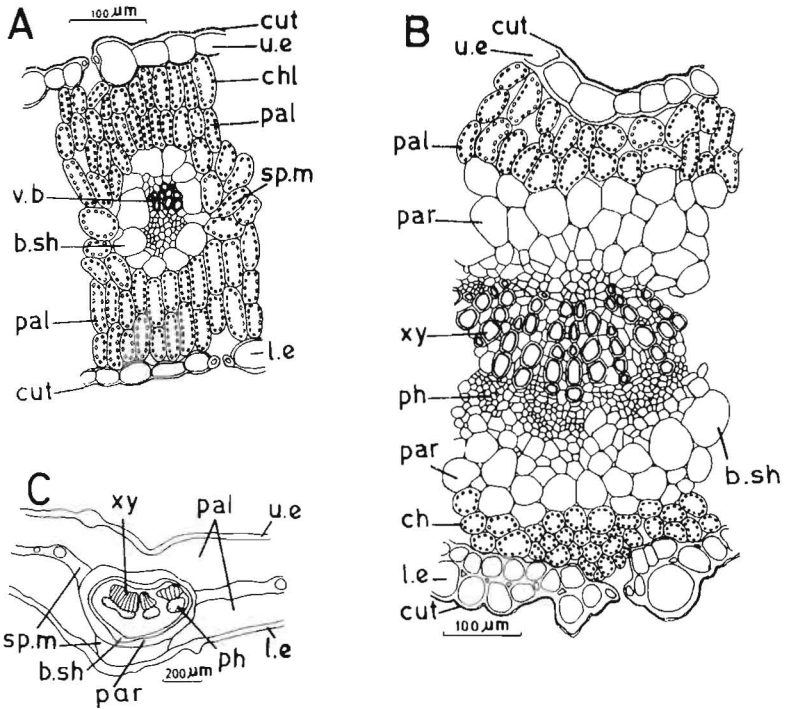 A
100 µm
cut
u.e
chl
pal
sp.m
v.b
b.sh
pal
l.e
cut
B
cut
u.e
pal
par
xy
ph
par
b.sh
ch
l.e
cut
100 µm
C
xy
pal
u.e
sp.m
b.sh
par
ph
l.e
200 µm